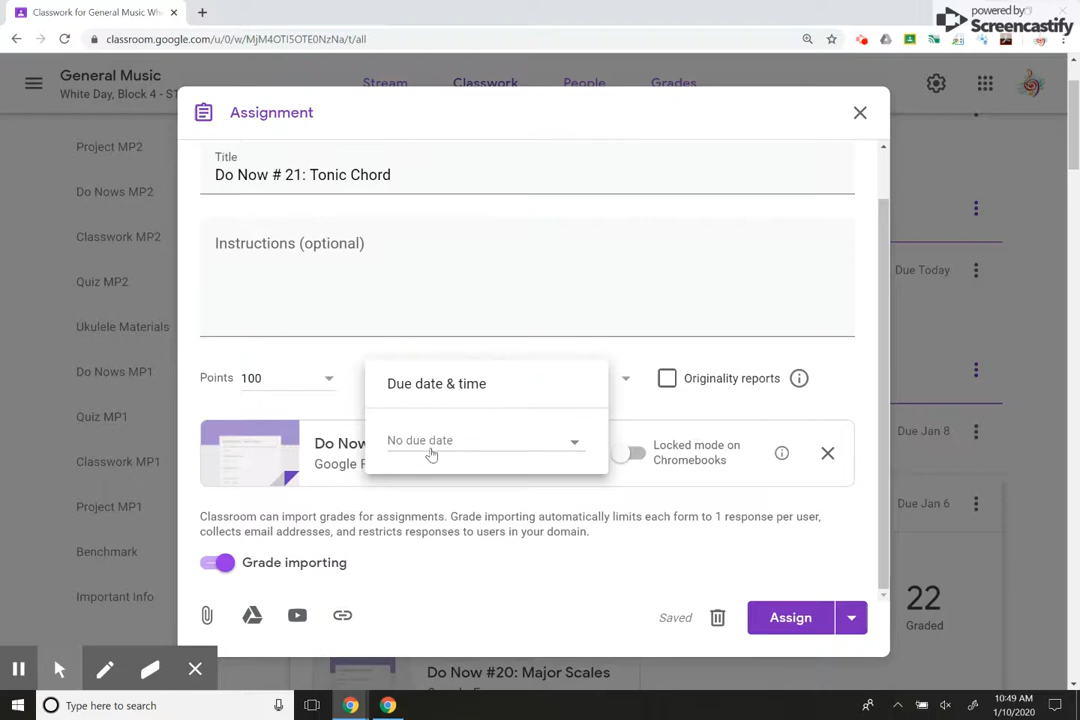 Classwork for General Music Whi
powered by
Screencastify
classroom.google.com/u/0/w/MjM4OTI5OTE0NzNa/t/all
General Music
White Day, Block 4 - S1
Stream
Classwork
People
Grades
Assignment
Project MP2
Do Nows MP2
Classwork MP2
Quiz MP2
Ukulele Materials
Do Nows MP1
Quiz MP1
Classwork MP1
Project MP1
Benchmark
Important Info
Title
Do Now # 21: Tonic Chord
Instructions (optional)
Points
100
Due date & time
No due date
Originality reports
Do Now
Google F
Locked mode on
Chromebooks
Classroom can import grades for assignments. Grade importing automatically limits each form to 1 response per user,
collects email addresses, and restricts responses to users in your domain.
Grade importing
Saved
Assign
Due Today
Due Jan 8
Due Jan 6
22
Graded
Do Now #20: Major Scales
Type here to search
10:49 AM
1/10/2020